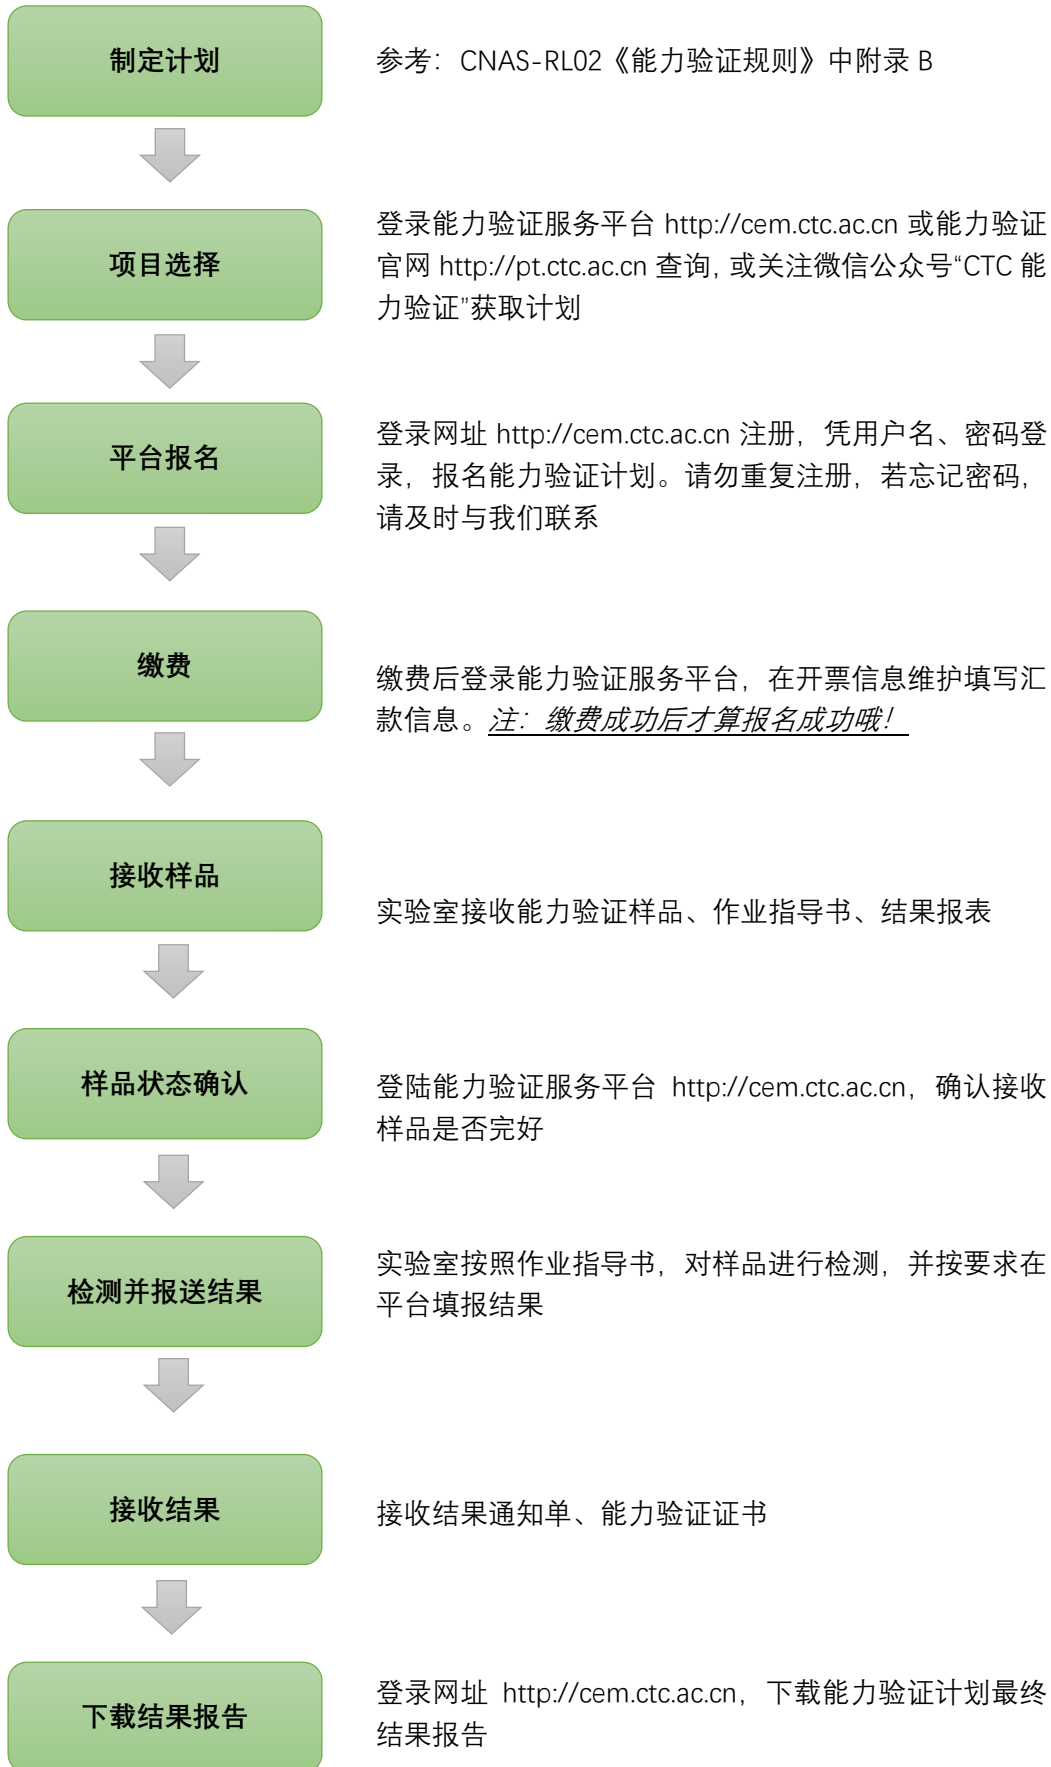 制定计划
参考：CNAS-RL02《能力验证规则》中附录 B
项目选择
登录能力验证服务平台 http://cem.ctc.ac.cn 或能力验证
官网 http://pt.ctc.ac.cn 查询, 或关注微信公众号“CTC 能
力验证”获取计划
平台报名
登录网址 http://cem.ctc.ac.cn 注册，凭用户名、密码登
录，报名能力验证计划。请勿重复注册，若忘记密码，
请及时与我们联系
缴费
缴费后登录能力验证服务平台，在开票信息维护填写汇
款信息。注：缴费成功后才算报名成功哦！
接收样品
实验室接收能力验证样品、作业指导书、结果报表
样品状态确认
登陆能力验证服务平台 http://cem.ctc.ac.cn，确认接收
样品是否完好
检测并报送结果
实验室按照作业指导书，对样品进行检测，并按要求在
平台填报结果
接收结果
接收结果通知单、能力验证证书
下载结果报告
登录网址 http://cem.ctc.ac.cn，下载能力验证计划最终
结果报告